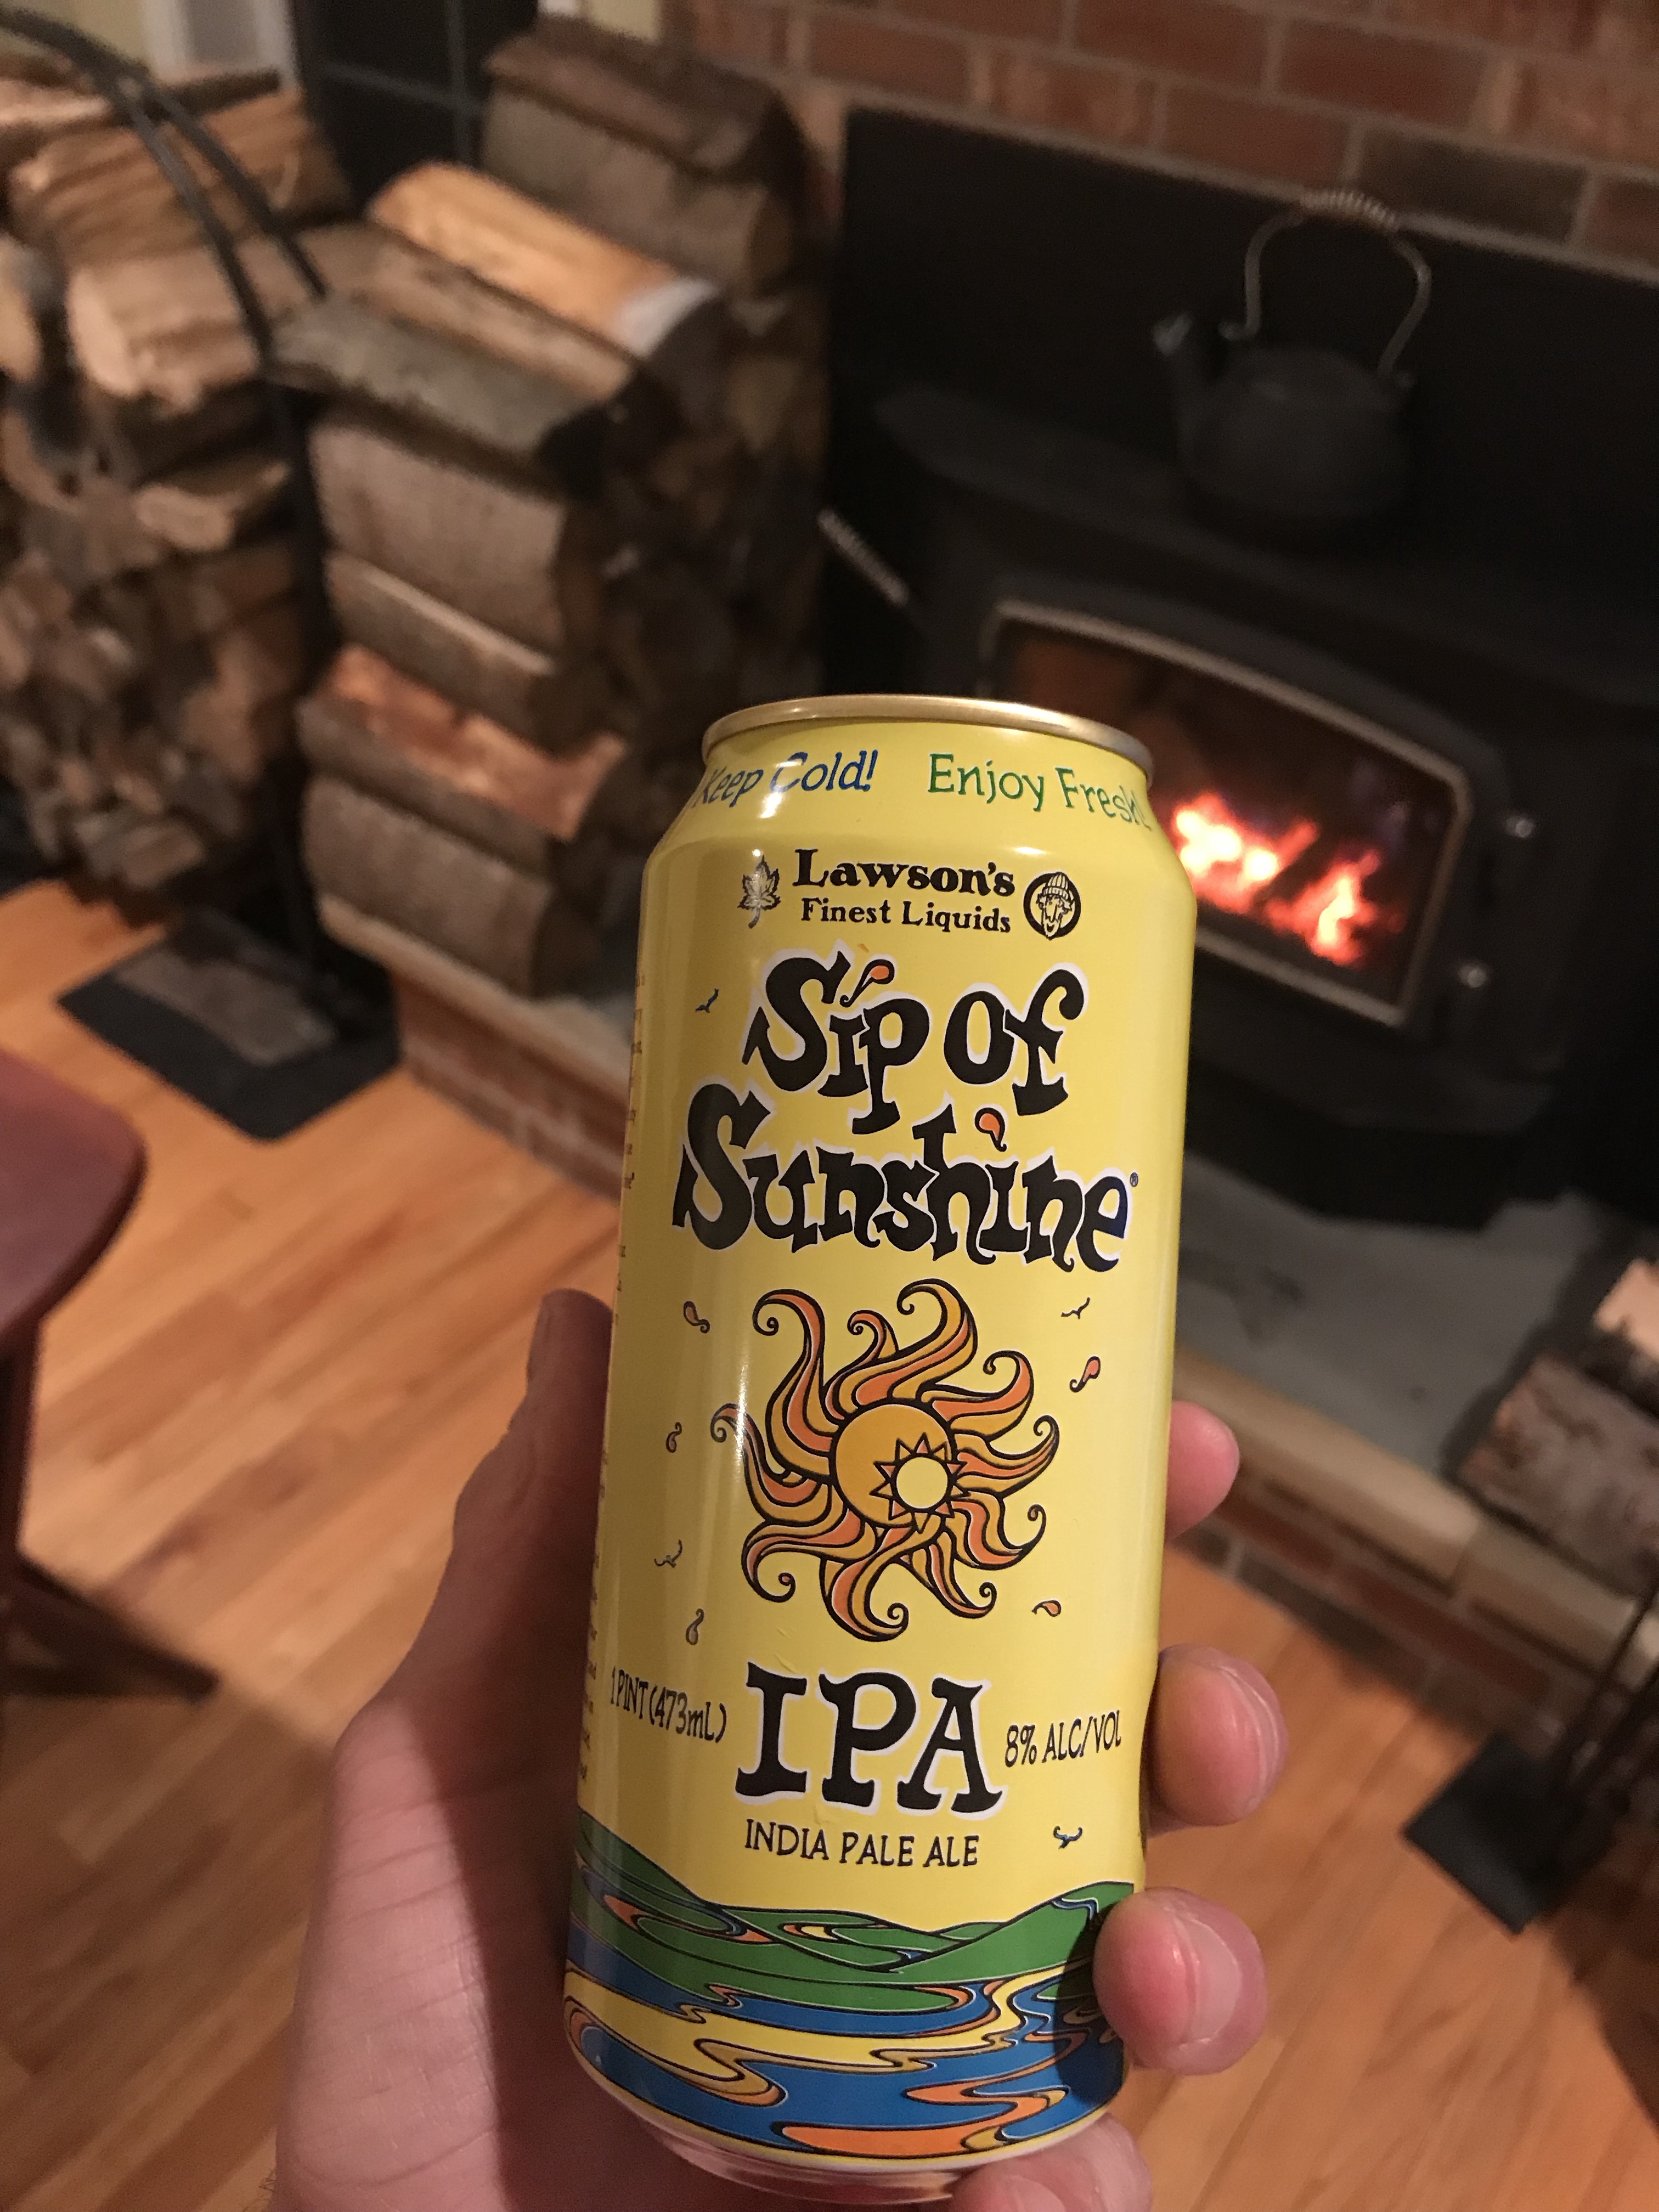 Keep Cold! Enjoy Fresh!
Lawson's
Finest Liquids
Sip of
Sunshine®
1 PINT (473mL)
IPA
8% ALC/VOL
INDIA PALE ALE